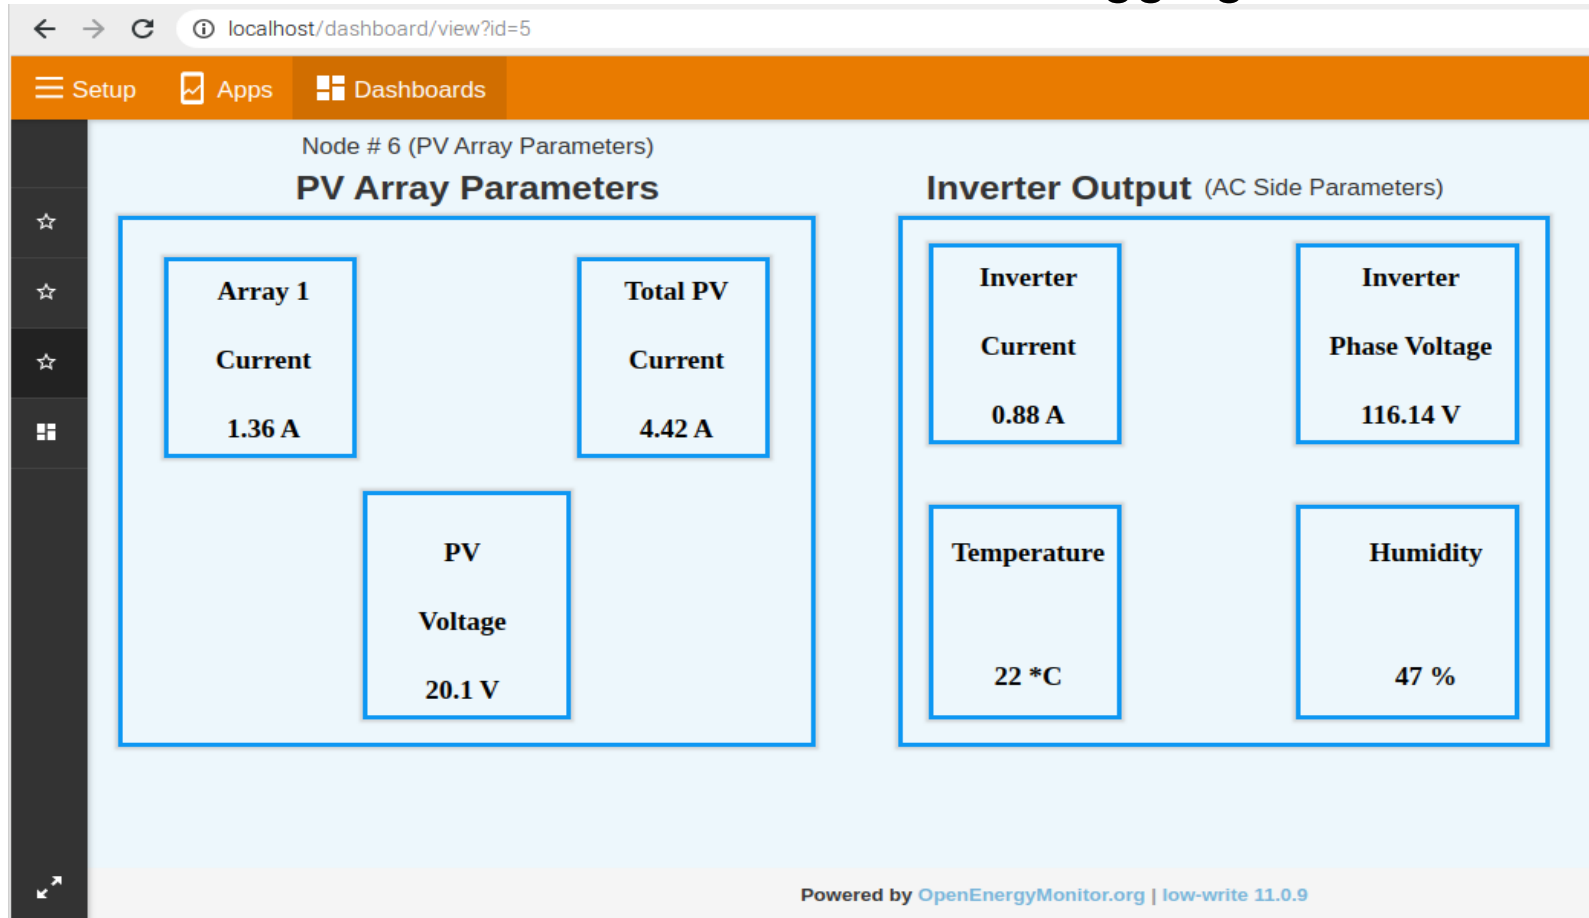 localhost/dashboard/view?id=5
Setup Apps Dashboards
Node # 6 (PV Array Parameters)
PV Array Parameters
Array 1
Current
1.36 A
Total PV
Current
4.42 A
PV
Voltage
20.1 V
Inverter Output (AC Side Parameters)
Inverter
Current
0.88 A
Inverter
Phase Voltage
116.14 V
Temperature
22 *C
Humidity
47 %
Powered by OpenEnergyMonitor.org | low-write 11.0.9